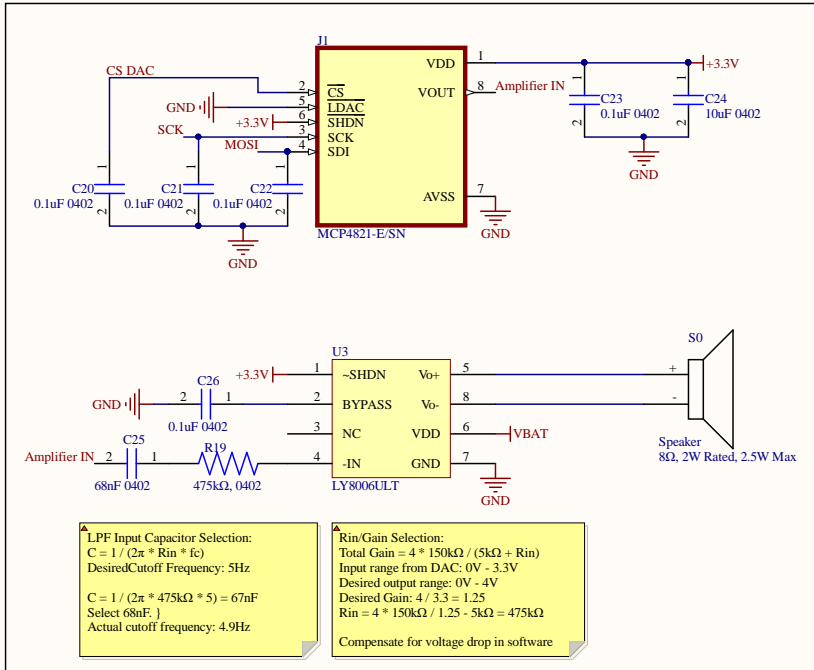 J1
CS DAC
2
CS
5
LDAC
GND
6
SHDN
+3.3V
3
SCK
SCK
4
SDI
MOSI
VDD
1
+3.3V
VOUT
8
Amplifier IN
AVSS
7
GND
MCP4821-E/SN
1
C20
0.1uF 0402
2
1
C21
0.1uF 0402
2
1
C22
0.1uF 0402
2
GND
1
C23
0.1uF 0402
2
1
C24
10uF 0402
2
GND
U3
+3.3V
1
~SHDN
GND
2
C26
1
0.1uF 0402
2
BYPASS
3
NC
Amplifier IN
2
C25
1
68nF 0402
R19
475kΩ, 0402
4
-IN
Vo+
5
Vo-
8
VDD
6
VBAT
GND
7
GND
LY8006ULT
S0
+
-
Speaker
8Ω, 2W Rated, 2.5W Max
LPF Input Capacitor Selection:
C = 1 / (2π * Rin * fc)
DesiredCutoff Frequency: 5Hz
C = 1 / (2π * 475kΩ * 5) = 67nF
Select 68nF. }
Actual cutoff frequency: 4.9Hz
Rin/Gain Selection:
Total Gain = 4 * 150kΩ / (5kΩ + Rin)
Input range from DAC: 0V - 3.3V
Desired output range: 0V - 4V
Desired Gain: 4 / 3.3 = 1.25
Rin = 4 * 150kΩ / 1.25 - 5kΩ = 475kΩ
Compensate for voltage drop in software